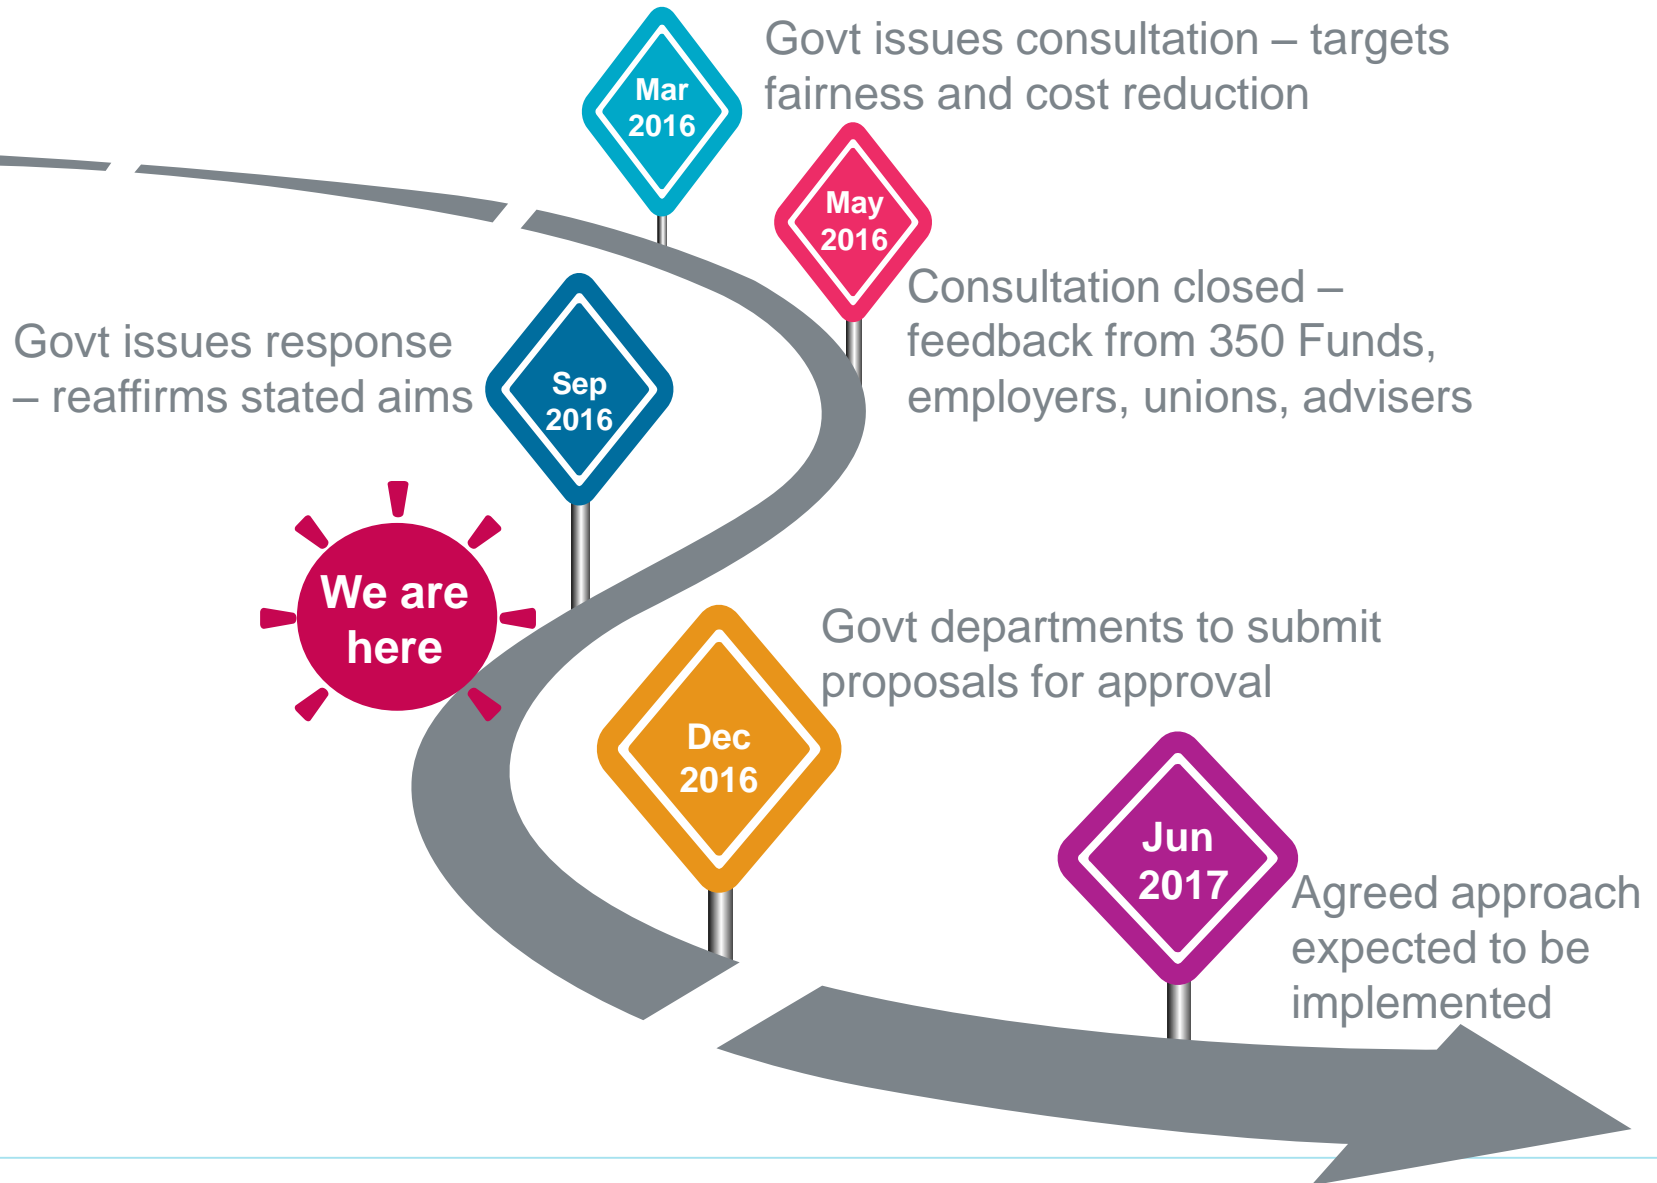 Mar
2016
Govt issues consultation – targets
fairness and cost reduction
May
2016
Consultation closed –
feedback from 350 Funds,
employers, unions, advisers
Sep
2016
Govt issues response
– reaffirms stated aims
We are
here
Dec
2016
Govt departments to submit
proposals for approval
Jun
2017
Agreed approach
expected to be
implemented